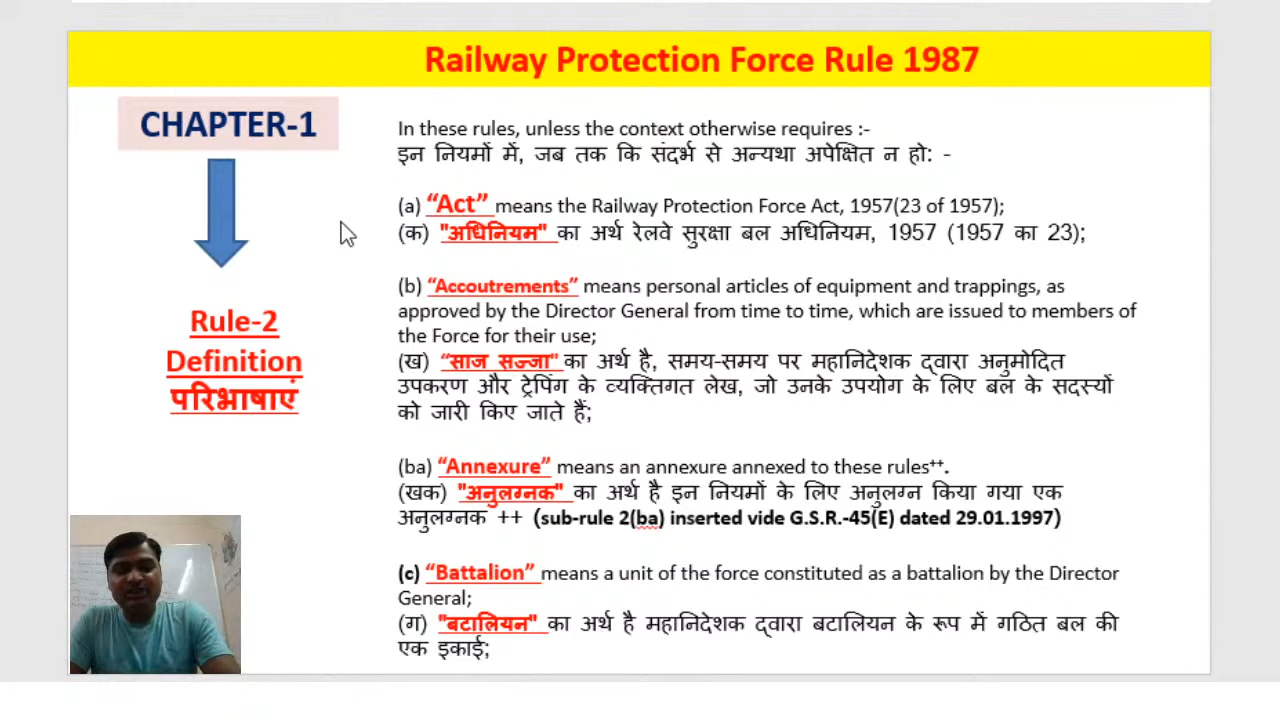 Railway Protection Force Rule 1987
CHAPTER-1
Rule-2
Definition
परिभाषाएं
In these rules, unless the context otherwise requires :-
इन नियमों में, जब तक कि संदर्भ से अन्यथा अपेक्षित न हो: -
(a) “Act” means the Railway Protection Force Act, 1957(23 of 1957);
(क) "अधिनियम" का अर्थ रेलवे सुरक्षा बल अधिनियम, 1957 (1957 का 23);
(b) “Accoutrements” means personal articles of equipment and trappings, as
approved by the Director General from time to time, which are issued to members of
the Force for their use;
(ख) “साज सज्जा" का अर्थ है, समय-समय पर महानिदेशक द्वारा अनुमोदित
उपकरण और ट्रेपिंग के व्यक्तिगत लेख, जो उनके उपयोग के लिए बल के सदस्यों
को जारी किए जाते हैं;
(ba) “Annexure” means an annexure annexed to these rules⁺⁺.
(खक) "अनुलग्नक" का अर्थ है इन नियमों के लिए अनुलग्न किया गया एक
अनुलग्नक ++ (sub-rule 2(ba) inserted vide G.S.R.-45(E) dated 29.01.1997)
(c) “Battalion” means a unit of the force constituted as a battalion by the Director
General;
(ग) "बटालियन" का अर्थ है महानिदेशक द्वारा बटालियन के रूप में गठित बल की
एक इकाई;